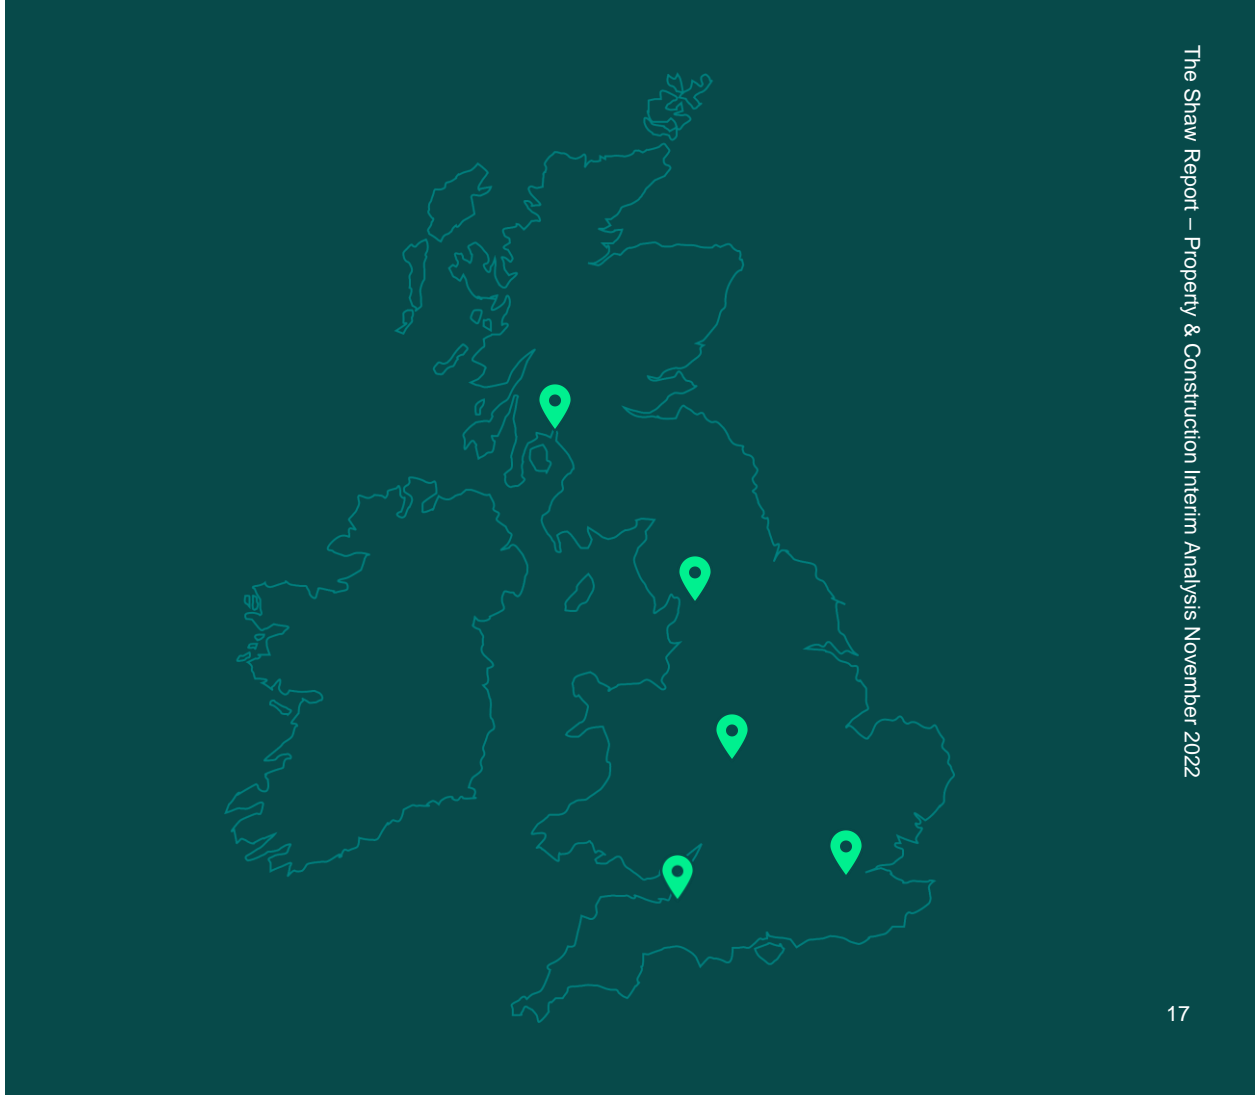 The Shaw Report – Property & Construction Interim Analysis November 2022
17